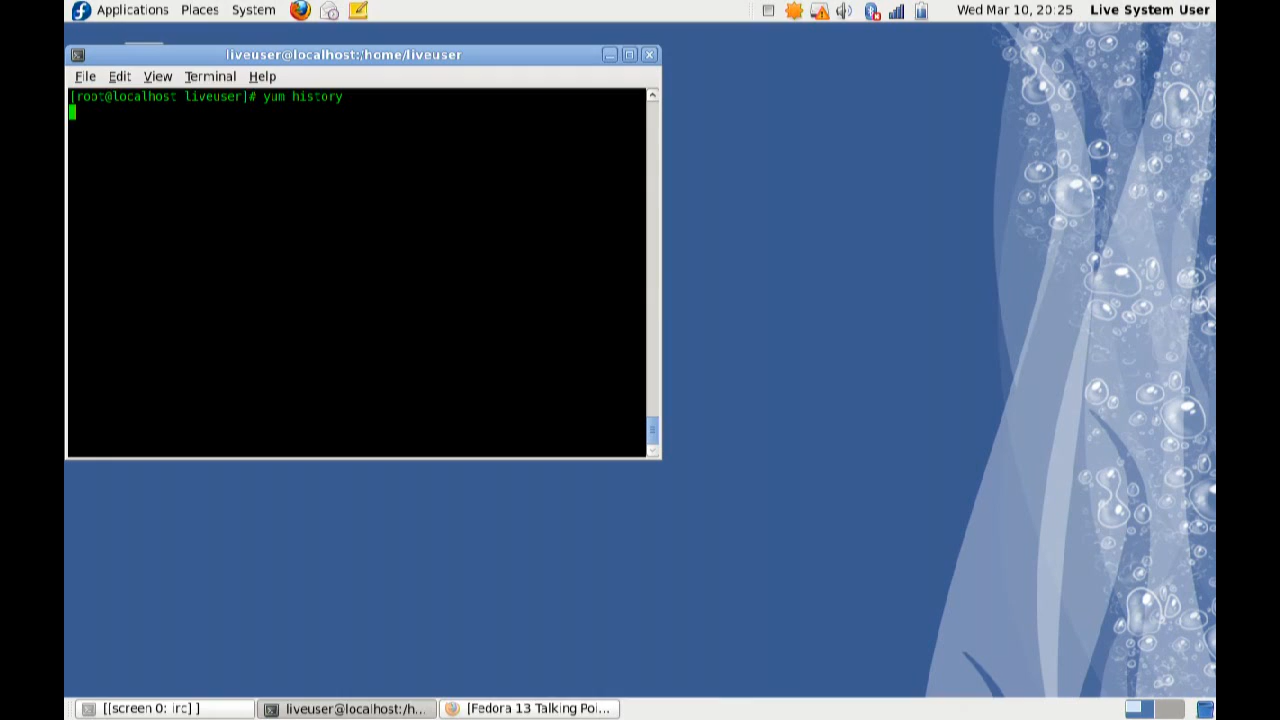 Applications Places System
Wed Mar 10, 20:25 Live System User
liveuser@localhost:/home/liveuser
File Edit View Terminal Help
[root@localhost liveuser]# yum history
[[screen 0: irc] ]
liveuser@localhost:/h...
[Fedora 13 Talking Poi...